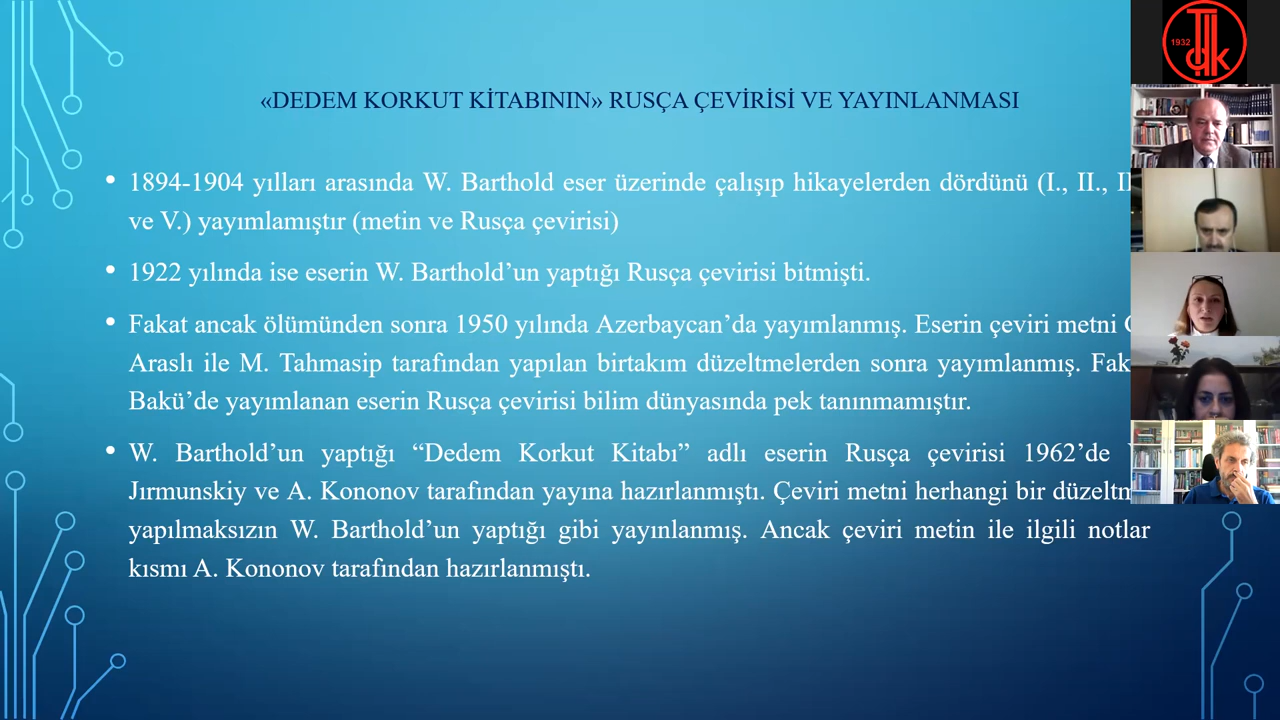 «DEDEM KORKUT KİTABININ» RUSÇA ÇEVİRİSİ VE YAYINLANMASI
• 1894-1904 yılları arasında W. Barthold eser üzerinde çalışıp hikayelerden dördünü (I., II.,
ve V.) yayımlamıştır (metin ve Rusça çevirisi)
• 1922 yılında ise eserin W. Barthold’un yaptığı Rusça çevirisi bitmişti.
• Fakat ancak ölümünden sonra 1950 yılında Azerbaycan’da yayımlanmış. Eserin çeviri metni
Araslı ile M. Tahmasip tarafından yapılan birtakım düzeltmelerden sonra yayımlanmış.
Bakü’de yayımlanan eserin Rusça çevirisi bilim dünyasında pek tanınmamıştır.
• W. Barthold’un yaptığı “Dedem Korkut Kitabı” adlı eserin Rusça çevirisi 1962’de
Jırmunskiy ve A. Kononov tarafından yayına hazırlanmıştı. Çeviri metni herhangi bir
yapılmaksızın W. Barthold’un yaptığı gibi yayınlanmış. Ancak çeviri metin ile ilgili notlar
kısmı A. Kononov tarafından hazırlanmıştı.
1932